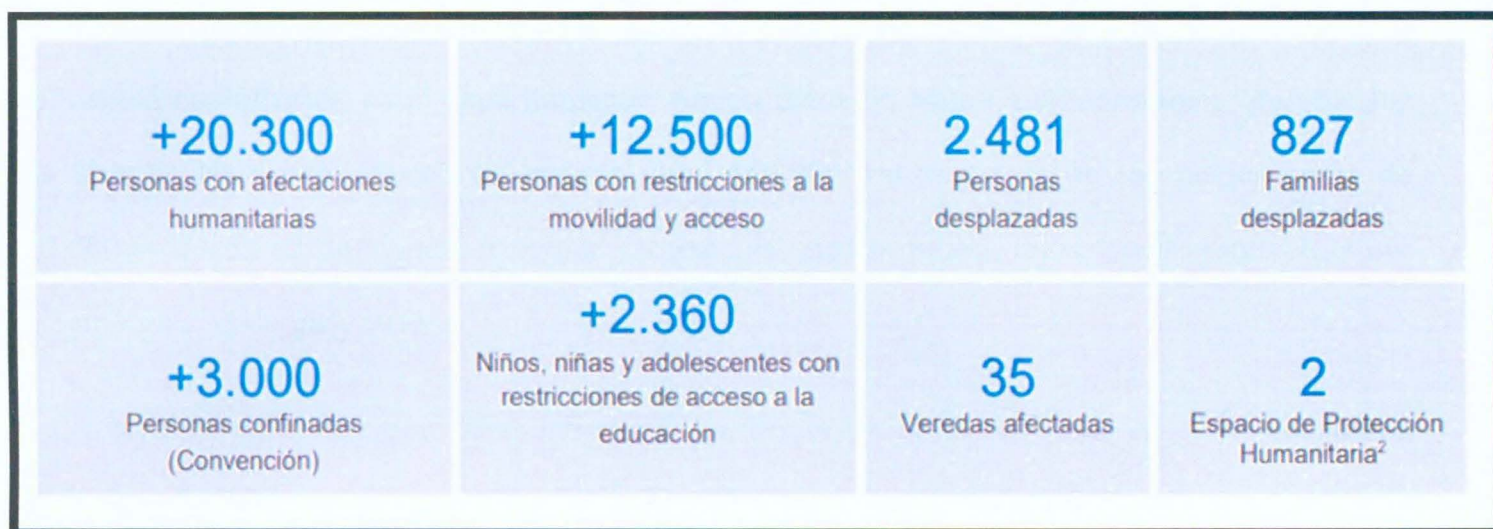 +20.300
Personas con afectaciones
humanitarias
+12.500
Personas con restricciones a la
movilidad y acceso
2.481
Personas
desplazadas
827
Familias
desplazadas
+3.000
Personas confinadas
(Convención)
+2.360
Niños, niñas y adolescentes con
restricciones de acceso a la
educación
35
Veredas afectadas
2
Espacio de Protección
Humanitaria²